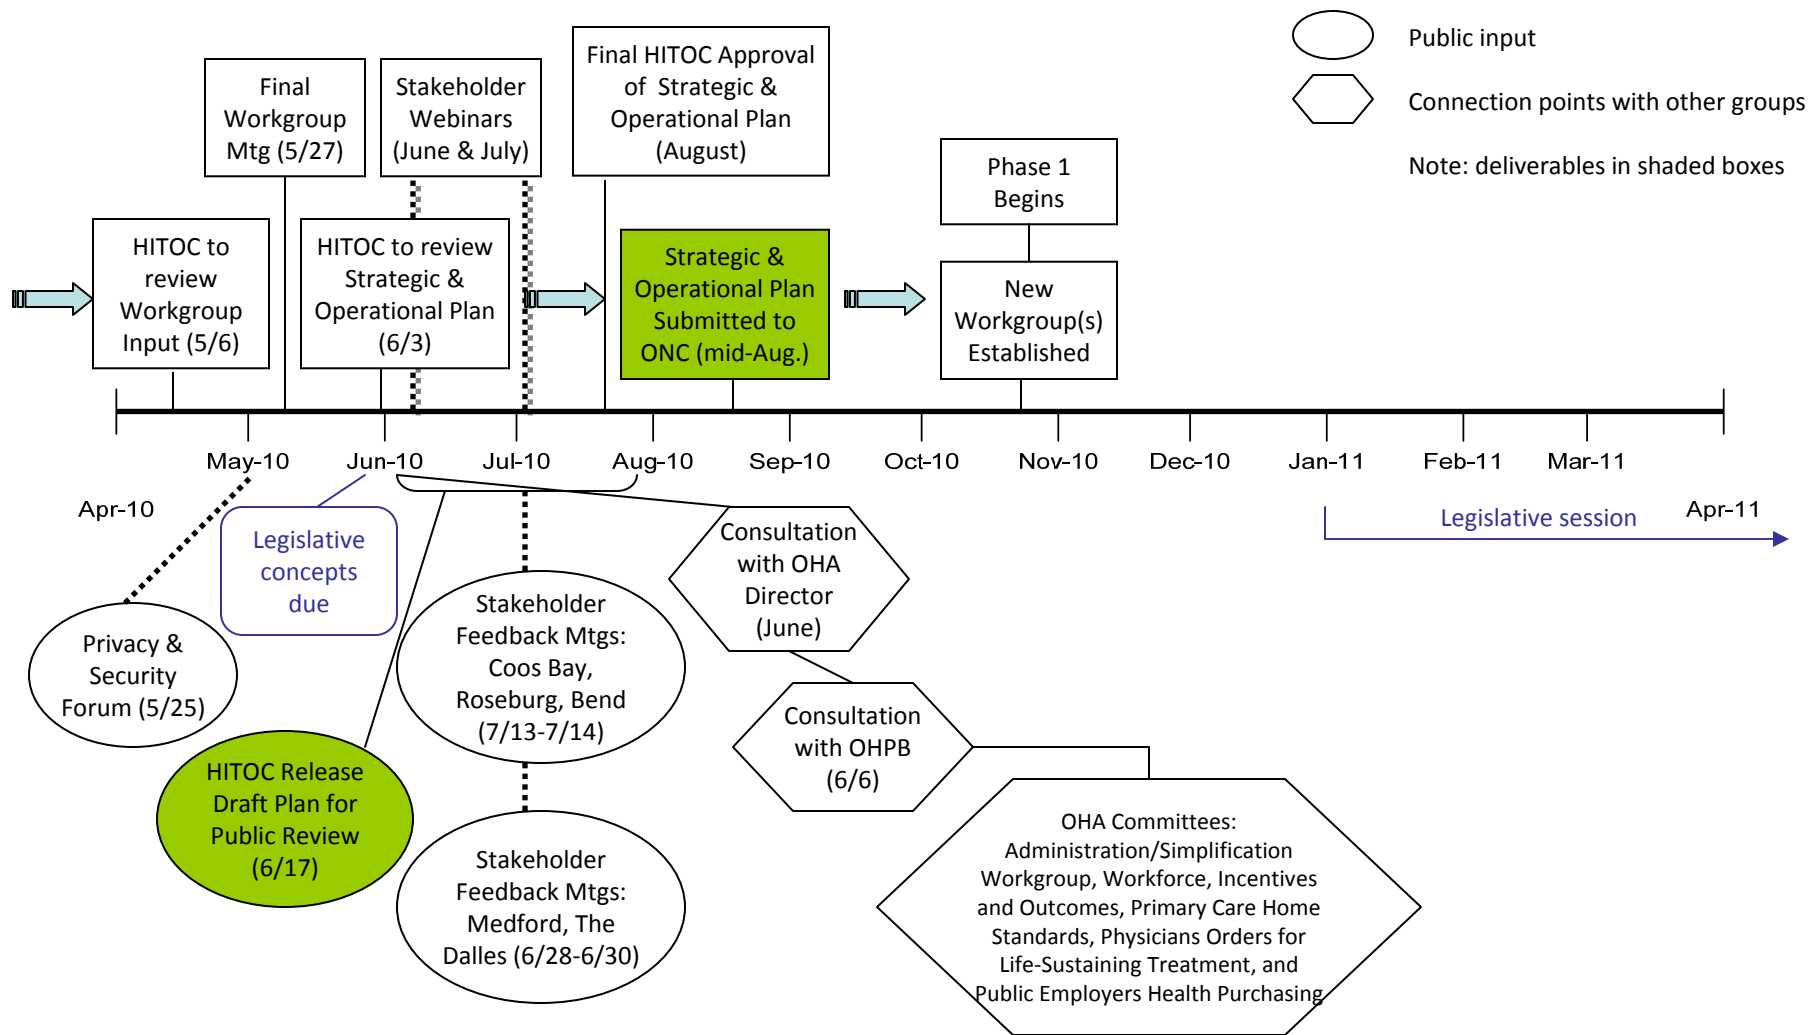 Public input
Connection points with other groups
Note: deliverables in shaded boxes
Final
Workgroup
Mtg (5/27)
Stakeholder
Webinars
(June & July)
Final HITOC Approval
of Strategic &
Operational Plan
(August)
Phase 1
Begins
HITOC to
review
Workgroup
Input (5/6)
HITOC to review
Strategic &
Operational Plan
(6/3)
Strategic &
Operational Plan
Submitted to
ONC (mid-Aug.)
New
Workgroup(s)
Established
May-10
Jun-10
Jul-10
Aug-10
Sep-10
Oct-10
Nov-10
Dec-10
Jan-11
Feb-11
Mar-11
Apr-10
Apr-11
Legislative session
Legislative
concepts
due
Privacy &
Security
Forum (5/25)
HITOC Release
Draft Plan for
Public Review
(6/17)
Stakeholder
Feedback Mtgs:
Coos Bay,
Roseburg, Bend
(7/13-7/14)
Stakeholder
Feedback Mtgs:
Medford, The
Dalles (6/28-6/30)
Consultation
with OHA
Director
(June)
Consultation
with OHPB
(6/6)
OHA Committees:
Administration/Simplification
Workgroup, Workforce, Incentives
and Outcomes, Primary Care Home
Standards, Physicians Orders for
Life-Sustaining Treatment, and
Public Employers Health Purchasing